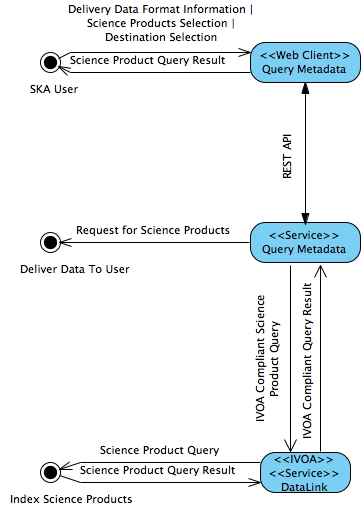 Delivery Data Format Information |
Science Products Selection |
Destination Selection
Science Product Query Result
SKA User
<<Web Client>>
Query Metadata
REST API
Request for Science Products
Deliver Data To User
<<Service>>
Query Metadata
IVOA Compliant Science
Product Query
IVOA Compliant Query Result
Science Product Query
Science Product Query Result
Index Science Products
<<IVOA>>
<<Service>>
DataLink